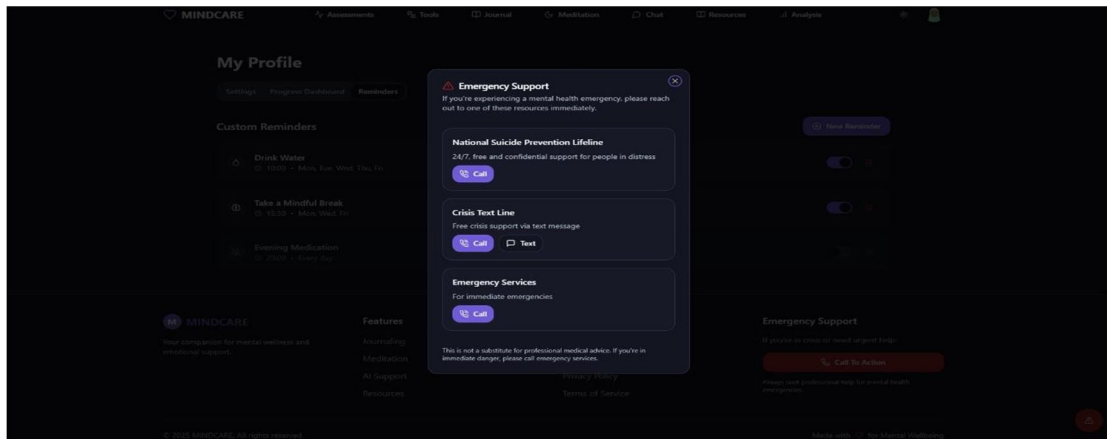 MINDCARE
Assessments Tools Journal Meditation Chat Resources Analysis
My Profile
Settings Progress Dashboard Reminders
Custom Reminders
New Reminder
Drink Water
10:00 • Mon, Tue, Wed, Thu, Fri
Take a Mindful Break
15:50 • Mon, Wed, Fri
Evening Medication
Every Day
Emergency Support
If you're experiencing a mental health emergency, please reach
out to one of these resources immediately.
National Suicide Prevention Lifeline
24/7, free and confidential support for people in distress
Call
Crisis Text Line
Free crisis support via text message
Call Text
Emergency Services
For immediate emergencies
Call
This is not a substitute for professional medical advice. If you're in
immediate danger, please call emergency services.
M MINDCARE
Your companion for mental wellness and
emotional support.
Features
Journaling
Meditation
AI Support
Resources
Privacy Policy
Terms of Service
Emergency Support
If you're in crisis or need urgent help:
Call To Action
Always seek professional help for mental health
emergencies.
© 2025 MINDCARE. All rights reserved.
Made with for Mental Wellbeing